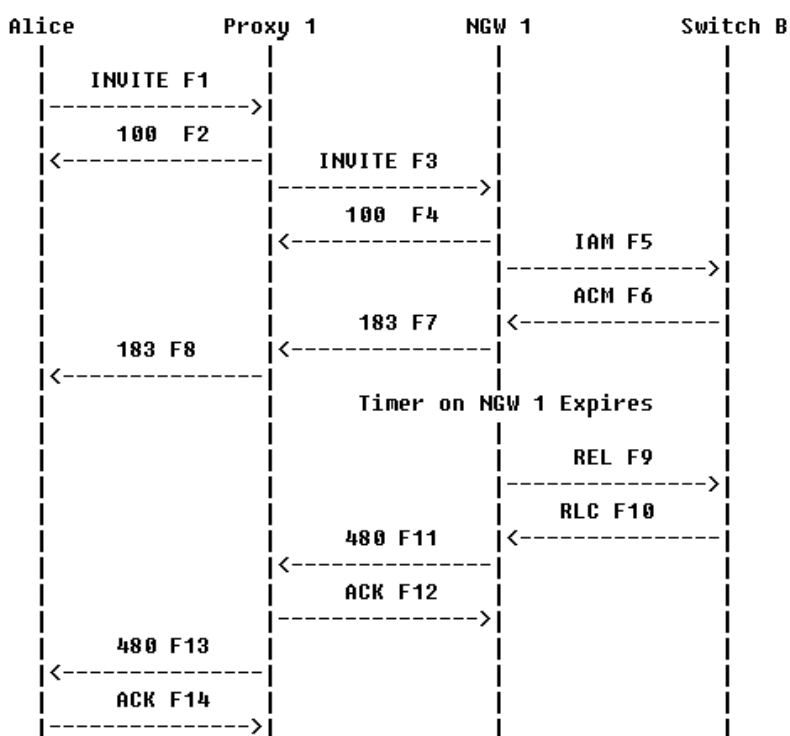 Alice Proxy 1 NGW 1 Switch B
INVITE F1
100 F2
INVITE F3
100 F4
IAM F5
ACM F6
183 F7
183 F8
Timer on NGW 1 Expires
REL F9
RLC F10
480 F11
ACK F12
480 F13
ACK F14